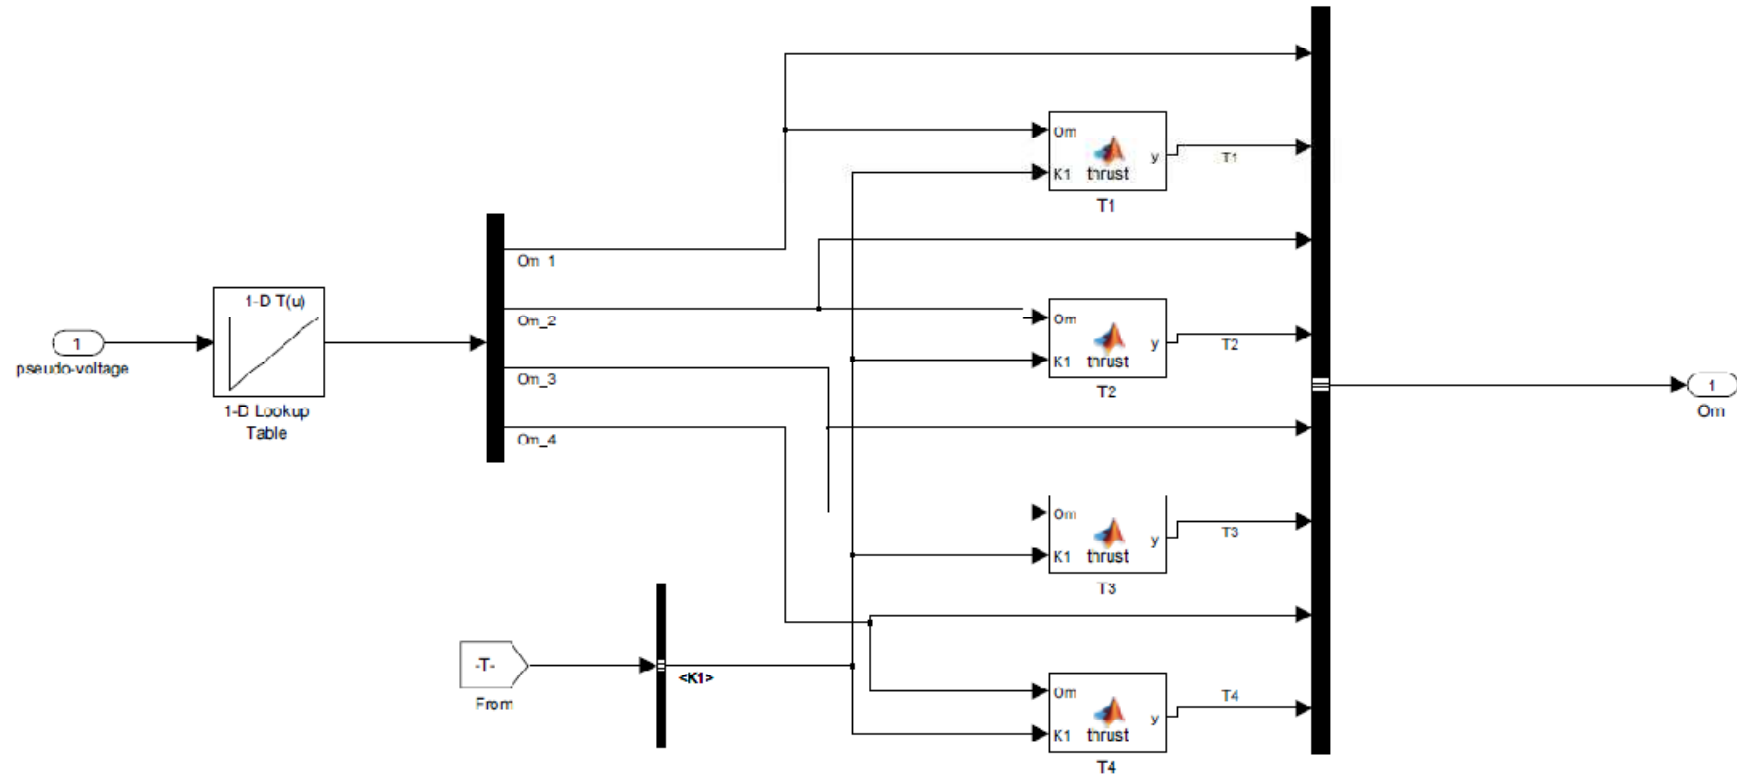 1
pseudo-voltage
1-D T(u)
1-D Lookup
Table
Om_1
Om_2
Om_3
Om_4
-T-
From
<K1>
Om
K1
thrust
y
T1
T1
Om
K1
thrust
y
T2
T2
Om
K1
thrust
y
T3
T3
Om
K1
thrust
y
T4
T4
1
Om